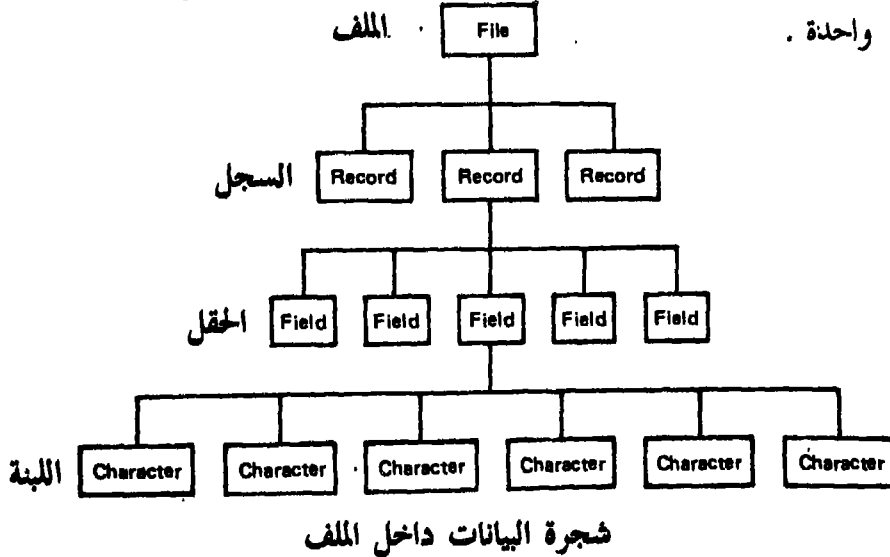 واحدة .
الملف File
السجل Record Record Record
الحقل Field Field Field Field Field
اللبنة Character Character Character Character Character Character
شجرة البيانات داخل الملف